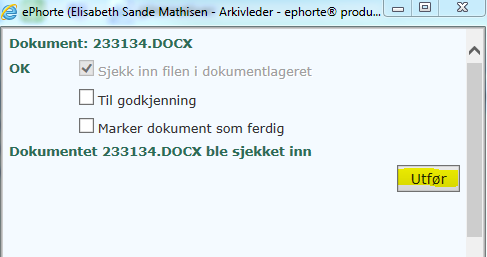 ePhorte (Elisabeth Sande Mathisen - Arkivleder - ephorte® produ...
Dokument: 233134.DOCX
OK Sjekk inn filen i dokumentlageret
Til godkjenning
Marker dokument som ferdig
Dokumentet 233134.DOCX ble sjekket inn
Utfør